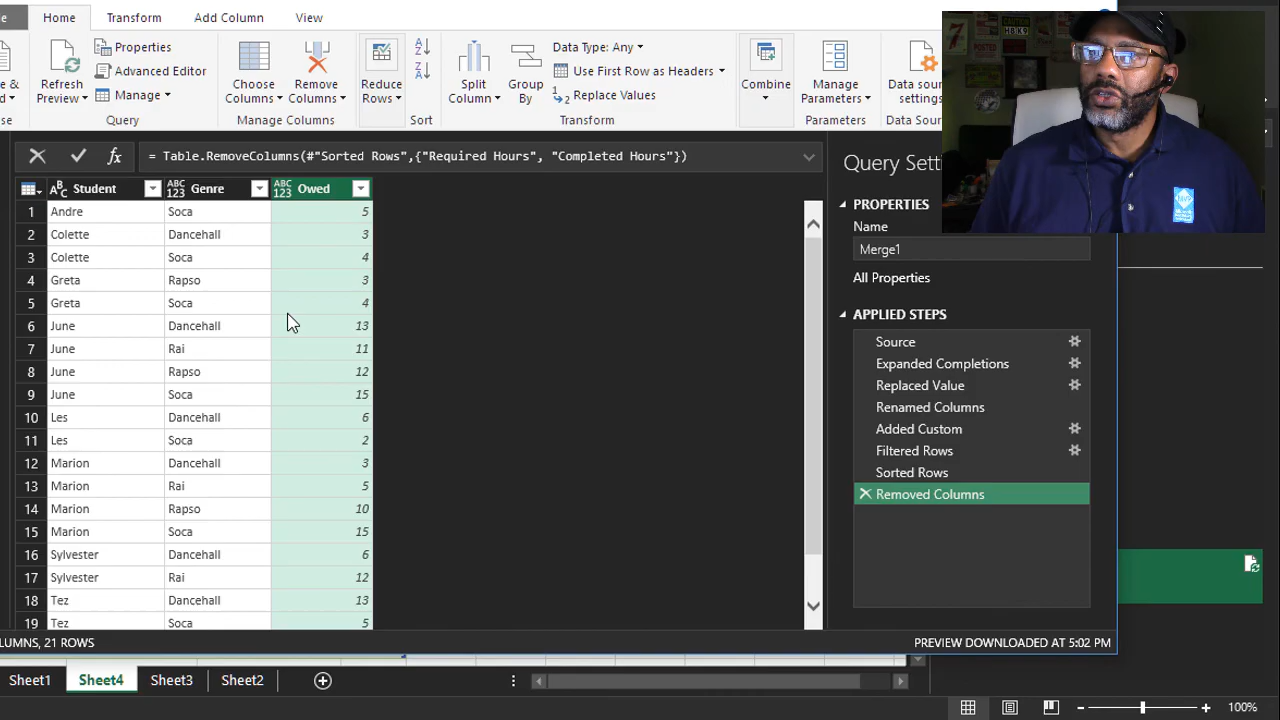 Home Transform Add Column View
Refresh Preview
Properties
Advanced Editor
Manage
Query
Choose Columns
Remove Columns
Manage Columns
Reduce Rows
Sort
Split Column
Group By
Data Type: Any
Use First Row as Headers
Replace Values
Transform
Combine
Manage Parameters
Parameters
Data source settings
Data Sour
= Table.RemoveColumns(#"Sorted Rows",{"Required Hours", "Completed Hours"})
Student Genre Owed
1 Andre Soca 5
2 Colette Dancehall 3
3 Colette Soca 4
4 Greta Rapso 3
5 Greta Soca 4
6 June Dancehall 13
7 June Rai 11
8 June Rapso 12
9 June Soca 15
10 Les Dancehall 6
11 Les Soca 2
12 Marion Dancehall 3
13 Marion Rai 5
14 Marion Rapso 10
15 Marion Soca 15
16 Sylvester Dancehall 6
17 Sylvester Rai 12
18 Tez Dancehall 13
19 Tez Soca 5
Query Settings
PROPERTIES
Name
Merge1
All Properties
APPLIED STEPS
Source
Expanded Completions
Replaced Value
Renamed Columns
Added Custom
Filtered Rows
Sorted Rows
Removed Columns
OLUMNS, 21 ROWS
PREVIEW DOWNLOADED AT 5:02 PM
Sheet1 Sheet4 Sheet3 Sheet2
100%